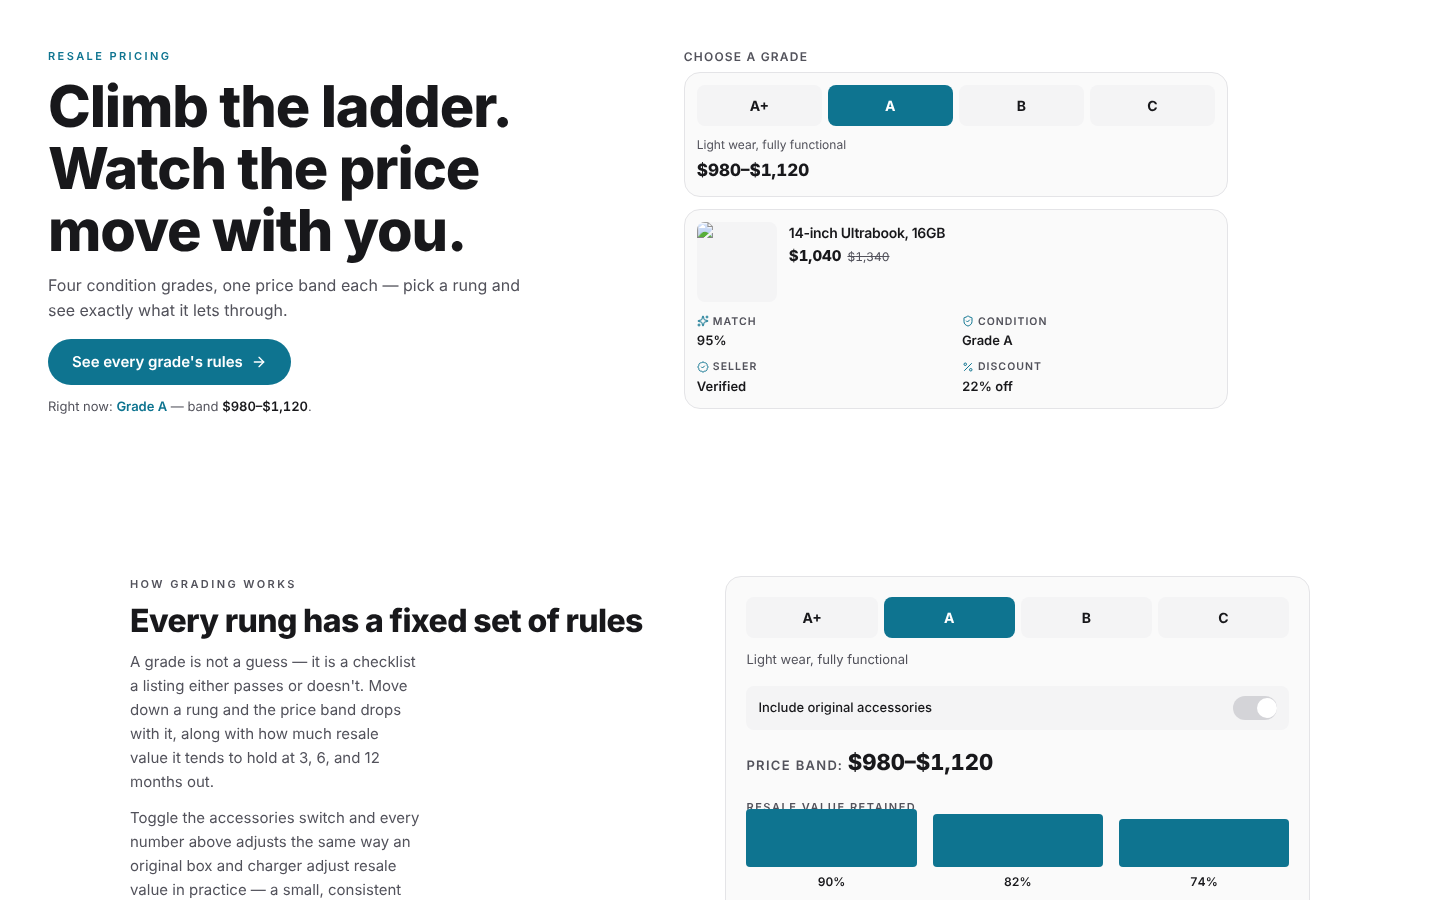 RESALE PRICING
Climb the ladder.
Watch the price
move with you.
Four condition grades, one price band each — pick a rung and
see exactly what it lets through.
See every grade's rules
Right now: Grade A — band $980–$1,120.
CHOOSE A GRADE
A+ A B C
Light wear, fully functional
$980–$1,120
14-inch Ultrabook, 16GB
$1,040 $1,340
MATCH
95%
CONDITION
Grade A
SELLER
Verified
DISCOUNT
22% off
HOW GRADING WORKS
Every rung has a fixed set of rules
A grade is not a guess — it is a checklist
a listing either passes or doesn't. Move
down a rung and the price band drops
with it, along with how much resale
value it tends to hold at 3, 6, and 12
months out.
Toggle the accessories switch and every
number above adjusts the same way an
original box and charger adjust resale
value in practice — a small, consistent
A+ A B C
Light wear, fully functional
Include original accessories
PRICE BAND: $980–$1,120
RESALE VALUE RETAINED
90% 82% 74%